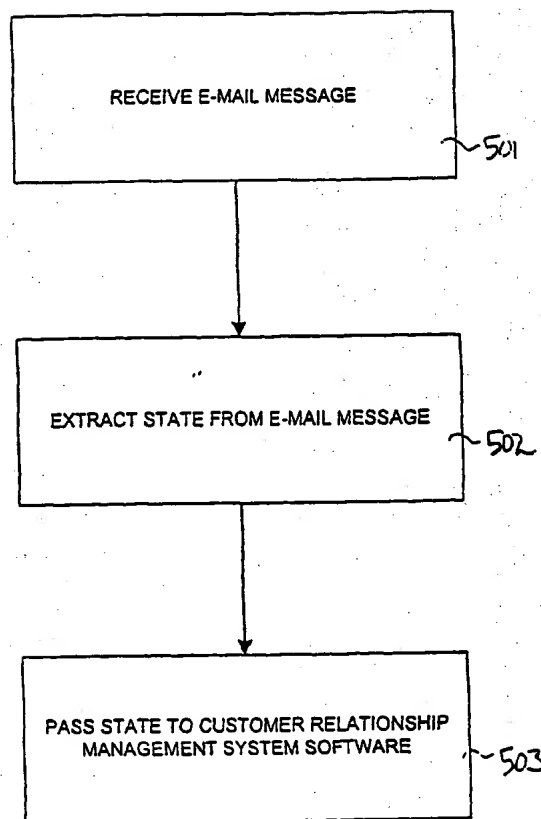 RECEIVE E-MAIL MESSAGE
501
EXTRACT STATE FROM E-MAIL MESSAGE
502
PASS STATE TO CUSTOMER RELATIONSHIP
MANAGEMENT SYSTEM SOFTWARE
503